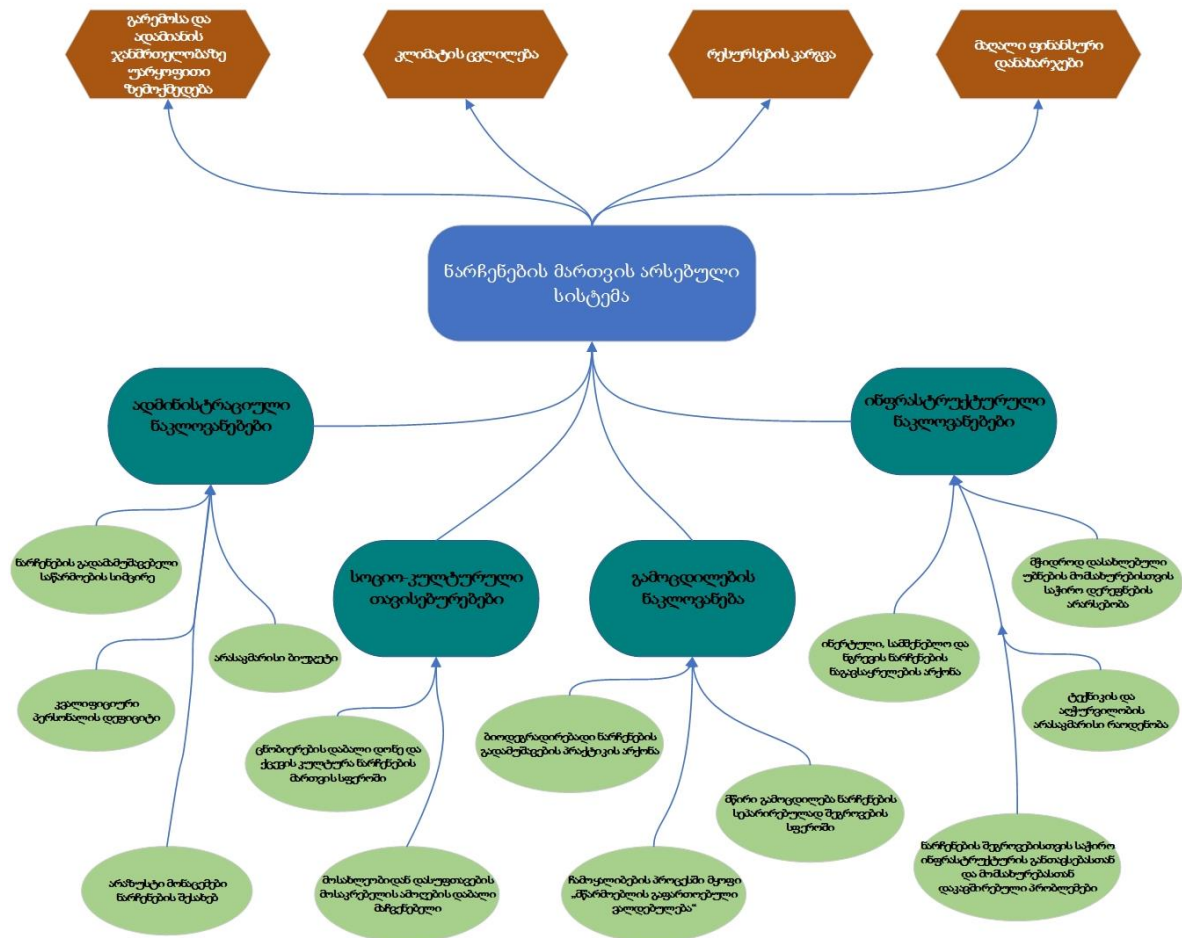 გარემოსა და
ადამიანის
ჯანმრთელობაზე
უარყოფითი
ზემოქმედება
კლიმატის ცვლილება
რესურსების კარგვა
მაღალი ფინანსური
დანახარჯები
ნარჩენების მართვის არსებული
სისტემა
ადმინისტრაციული
ნაკლოვანებები
ინფრასტრუქტურული
ნაკლოვანებები
ნარჩენების გადამამუშავებელი
საწარმოების სიმცირე
სოციო-კულტურული
თავისებურებები
გამოცდილების
ნაკლოვანება
მჭიდროდ დასახლებული
უბნების მომსახურებისთვის
საჭირო დერეფნების
არარსებობა
არასაკმარისი ბიუჯეტი
ინერტული, სამშენებლო და
ნგრევის ნარჩენების
ნაგავსაყრელების არქონა
კვალიფიციური
პერსონალის დეფიციტი
ტექნიკის და
აღჭურვილობის
არასაკმარისი რაოდენობა
ცნობიერების დაბალი დონე და
ქცევის კულტურა ნარჩენების
მართვის სფეროში
ბიოდეგრადირებადი ნარჩენების
გადამუშავების პრაქტიკის არქონა
მწირი გამოცდილება ნარჩენების
სეპარირებულად შეგროვების
სფეროში
არაზუსტი მონაცემები
ნარჩენების შესახებ
მოსახლეობიდან დასუფთავების
მოსაკრებელის ამოღების დაბალი
მაჩვენებელი
ჩამოყალიბების პროცესში მყოფი
„მწარმოებლის გაფართოებული
ვალდებულება“
ნარჩენების შეგროვებისთვის საჭირო
ინფრასტრუქტურის განთავსებასთან
და მომსახურებასთან
დაკავშირებული პრობლემები